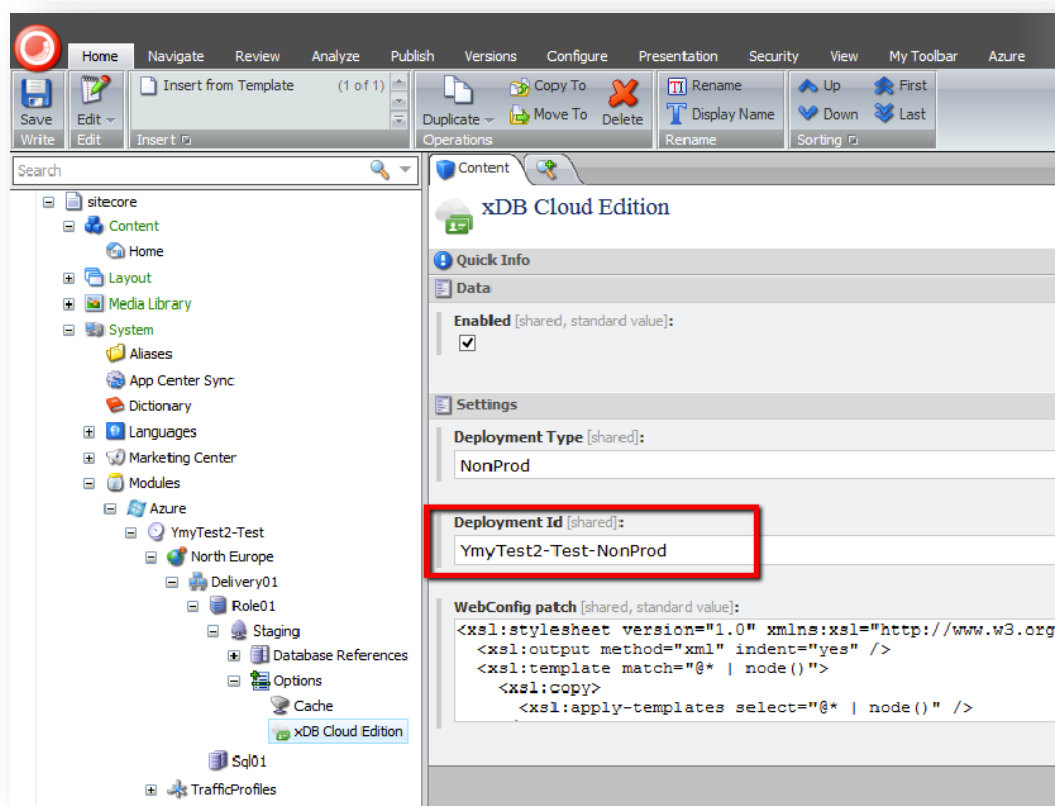 Home Navigate Review Analyze Publish Versions Configure Presentation Security View My Toolbar Azure
Save
Write
Edit
Edit
Insert from Template (1 of 1)
Insert
Duplicate
Copy To
Move To
Delete
Operations
Rename
Display Name
Rename
Up
Down
First
Last
Sorting
Search
sitecore
Content
Home
Layout
Media Library
System
Aliases
App Center Sync
Dictionary
Languages
Marketing Center
Modules
Azure
YmyTest2-Test
North Europe
Delivery01
Role01
Staging
Database References
Options
Cache
xDB Cloud Edition
Sql01
TrafficProfiles
Content
xDB Cloud Edition
Quick Info
Data
Enabled [shared, standard value]:
Settings
Deployment Type [shared]:
NonProd
Deployment Id [shared]:
YmyTest2-Test-NonProd
WebConfig patch [shared, standard value]:
<xsl:stylesheet version="1.0" xmlns:xsl="http://www.w3.org
<xsl:output method="xml" indent="yes" />
<xsl:template match="@* | node()">
<xsl:copy>
<xsl:apply-templates select="@* | node()" />